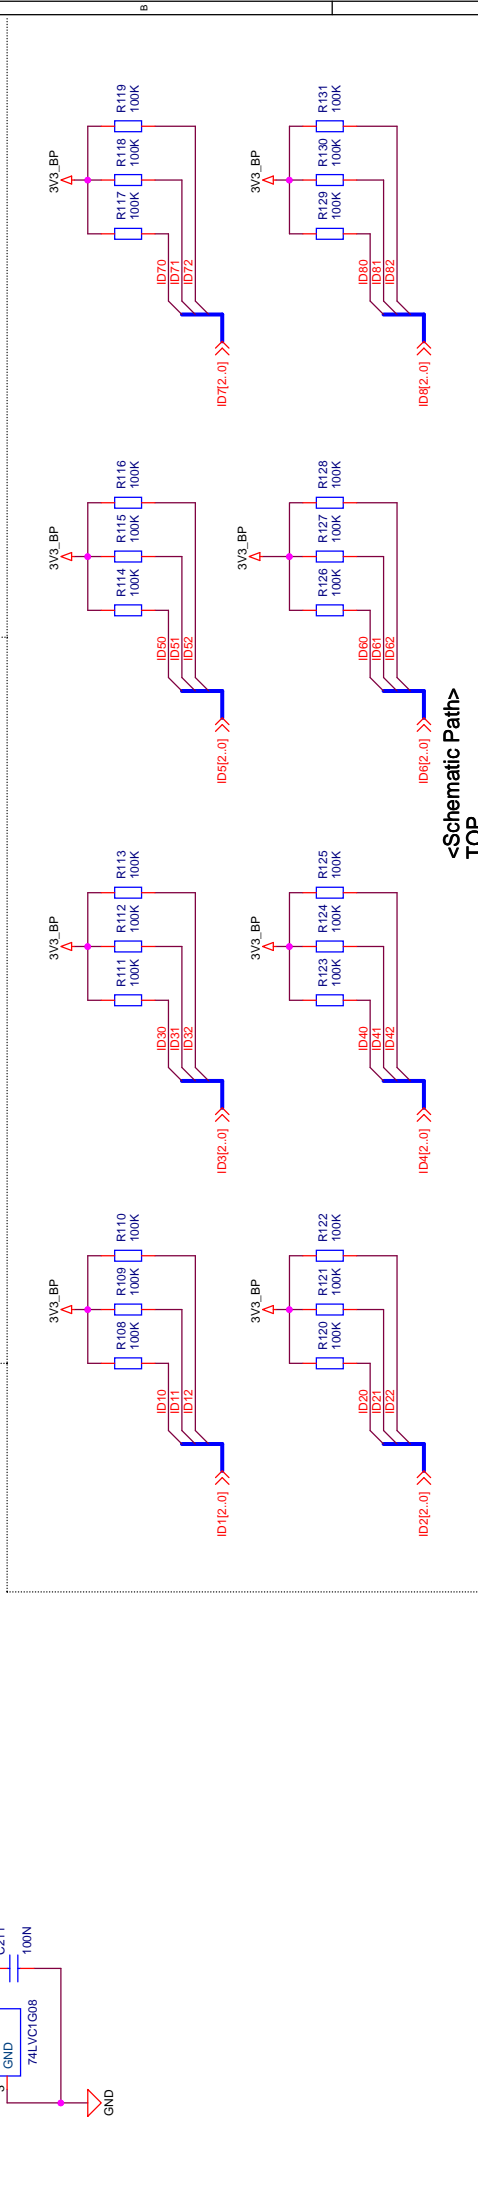 B
R119
100K
R118
100K
R117
100K
3V3_BP
ID70
ID71
ID72
ID7[2..0]
R131
100K
R130
100K
R129
100K
3V3_BP
ID80
ID81
ID82
ID8[2..0]
R116
100K
R115
100K
R114
100K
3V3_BP
ID50
ID51
ID52
ID5[2..0]
R128
100K
R127
100K
R126
100K
3V3_BP
ID60
ID61
ID62
ID6[2..0]
<Schematic Path>
TOP
R113
100K
R112
100K
R111
100K
3V3_BP
ID30
ID31
ID32
ID3[2..0]
R125
100K
R124
100K
R123
100K
3V3_BP
ID40
ID41
ID42
ID4[2..0]
R110
100K
R109
100K
R108
100K
3V3_BP
ID10
ID11
ID12
ID1[2..0]
R122
100K
R121
100K
R120
100K
3V3_BP
ID20
ID21
ID22
ID2[2..0]
100N
GND
74LVC1G08
GND